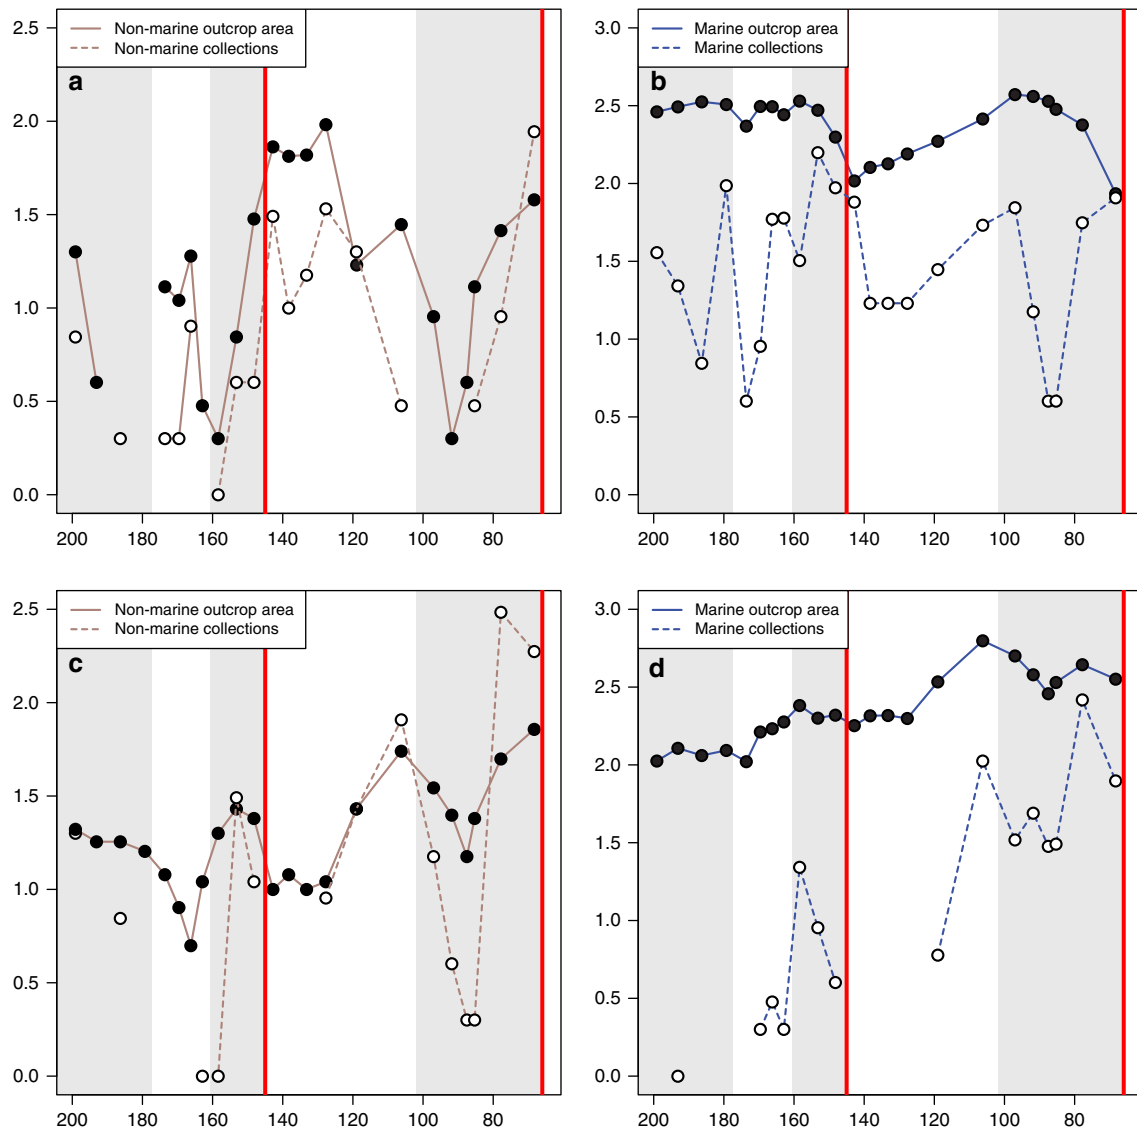 Non-marine outcrop area
Non-marine collections
a
2.5
2.0
1.5
1.0
0.5
0.0
200 180 160 140 120 100 80
Marine outcrop area
Marine collections
b
3.0
2.5
2.0
1.5
1.0
0.5
0.0
200 180 160 140 120 100 80
Non-marine outcrop area
Non-marine collections
c
2.5
2.0
1.5
1.0
0.5
0.0
200 180 160 140 120 100 80
Marine outcrop area
Marine collections
d
3.0
2.5
2.0
1.5
1.0
0.5
0.0
200 180 160 140 120 100 80